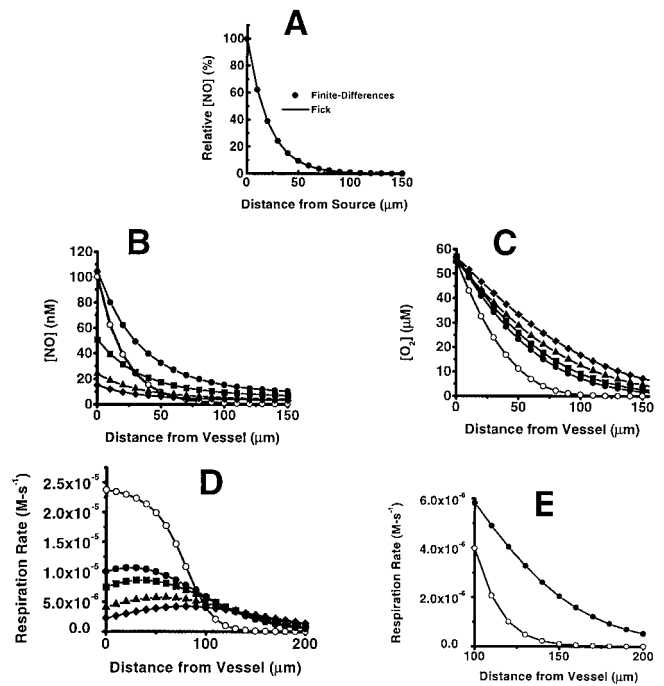 A
Relative [NO] (%)
100
80
60
40
20
0
Finite-Differences
Fick
0 50 100 150
Distance from Source (μm)
B
[NO] (nM)
120
100
80
60
40
20
0
0 50 100 150
Distance from Vessel (μm)
C
[O₂] (μM)
60
50
40
30
20
10
0
0 50 100 150
Distance from Vessel (μm)
D
Respiration Rate (M-s⁻¹)
2.5x10⁻⁵
2.0x10⁻⁵
1.5x10⁻⁵
1.0x10⁻⁵
5.0x10⁻⁶
0.0
0 100 200
Distance from Vessel (μm)
E
Respiration Rate (M-s⁻¹)
6.0x10⁻⁶
4.0x10⁻⁶
2.0x10⁻⁶
0.0
100 125 150 175 200
Distance from Vessel (μm)